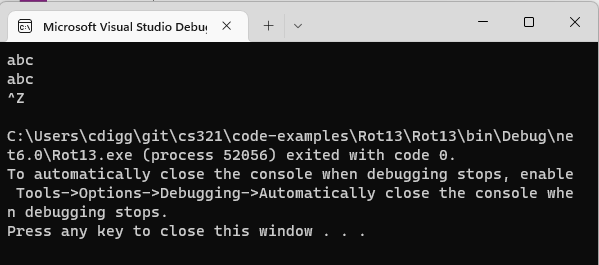 Microsoft Visual Studio Debug
abc
abc
^Z
C:\Users\cdigg\git\cs321\code-examples\Rot13\Rot13\bin\Debug\ne
t6.0\Rot13.exe (process 52056) exited with code 0.
To automatically close the console when debugging stops, enable
 Tools->Options->Debugging->Automatically close the console whe
n debugging stops.
Press any key to close this window . . .